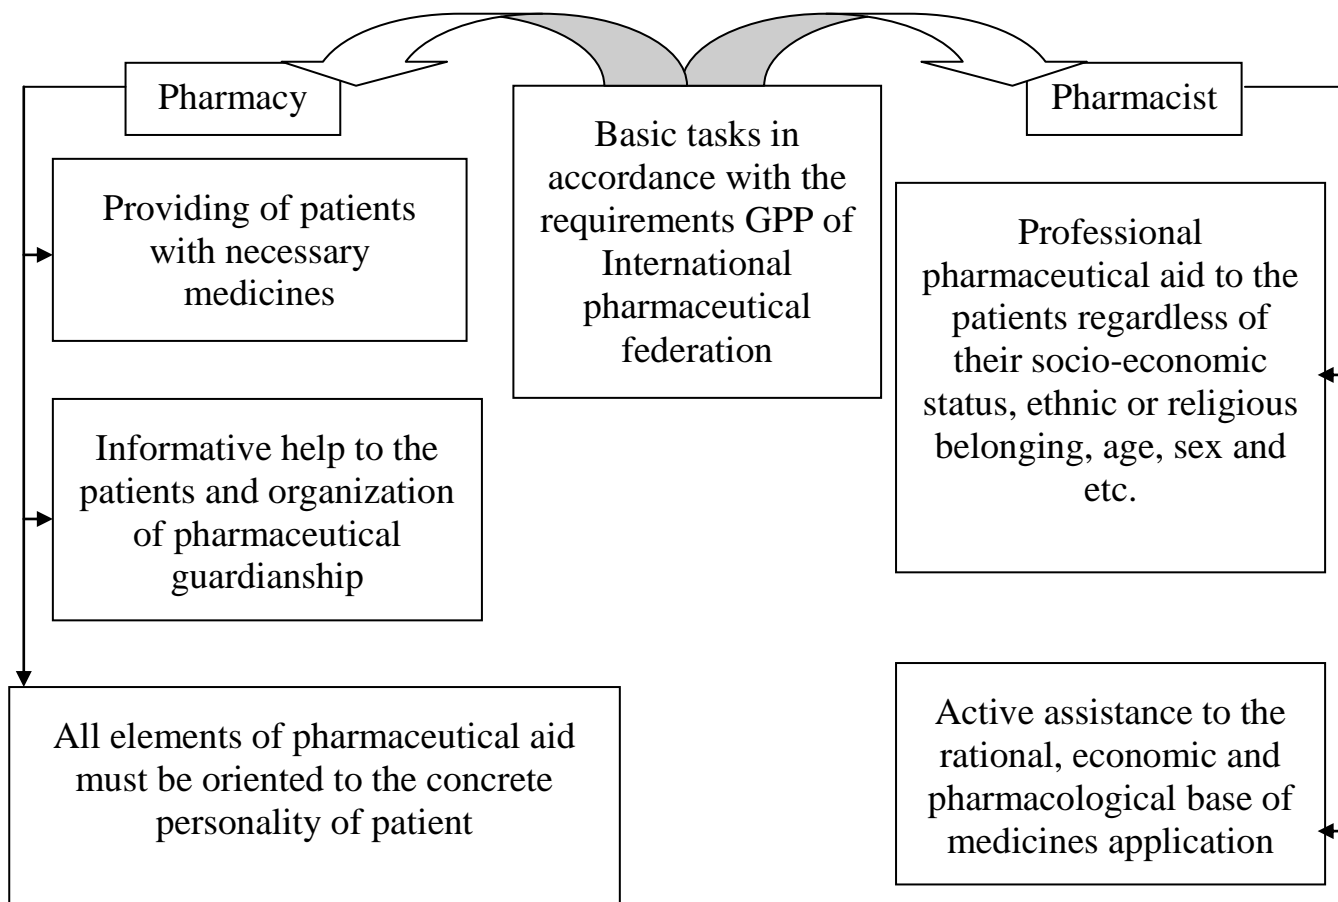 Pharmacy
Providing of patients
with necessary
medicines
Informative help to the
patients and organization
of pharmaceutical
guardianship
All elements of pharmaceutical aid
must be oriented to the concrete
personality of patient
Basic tasks in
accordance with the
requirements GPP of
International
pharmaceutical
federation
Pharmacist
Professional
pharmaceutical aid to the
patients regardless of
their socio-economic
status, ethnic or religious
belonging, age, sex and
etc.
Active assistance to the
rational, economic and
pharmacological base of
medicines application